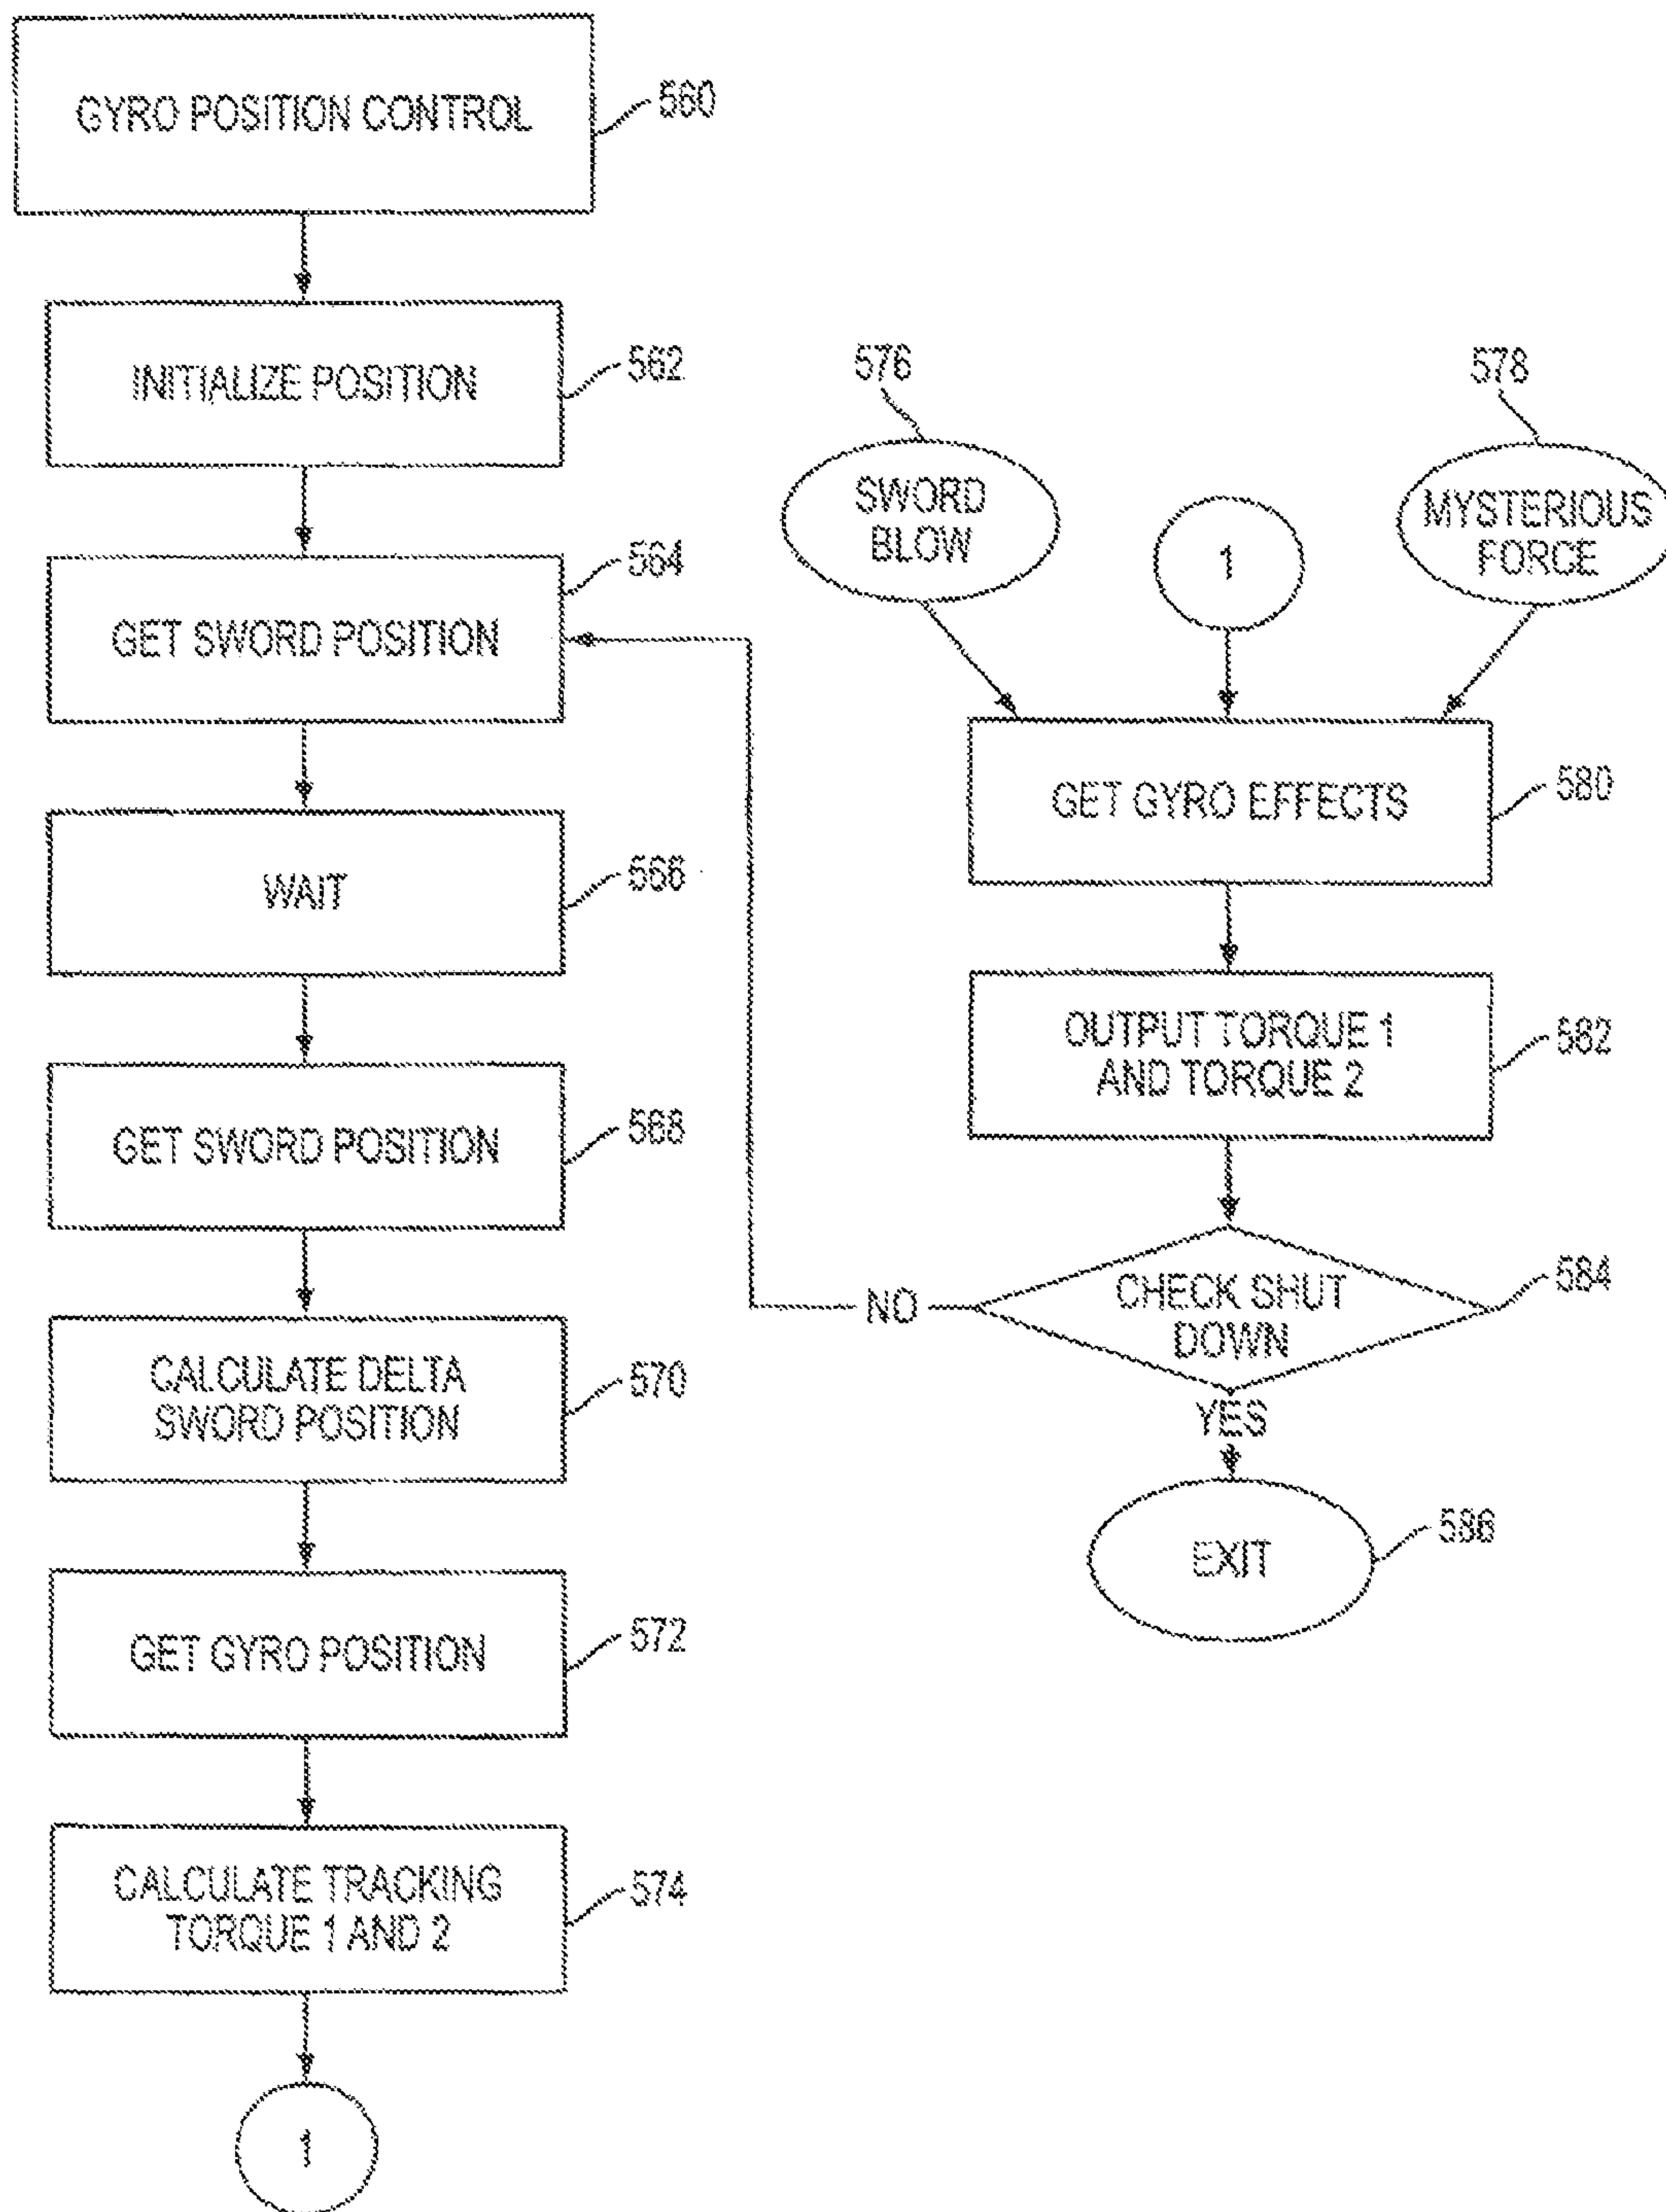 GYRO POSITION CONTROL
560
INITIALIZE POSITION
562
GET SWORD POSITION
564
WAIT
566
GET SWORD POSITION
568
CALCULATE DELTA
SWORD POSITION
570
GET GYRO POSITION
572
CALCULATE TRACKING
TORQUE 1 AND 2
574
1
576
SWORD
BLOW
1
578
MYSTERIOUS
FORCE
GET GYRO EFFECTS
580
OUTPUT TORQUE 1
AND TORQUE 2
582
CHECK SHUT
DOWN
584
NO
YES
EXIT
586